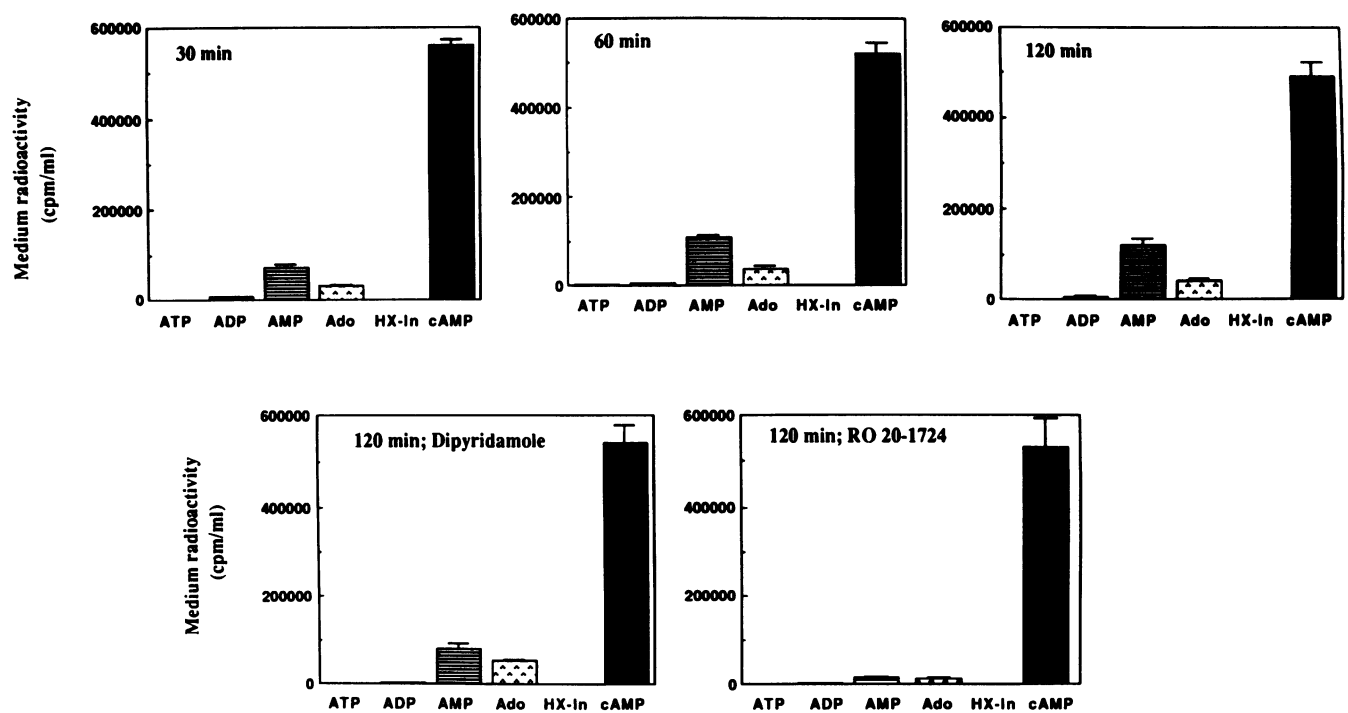 Medium radioactivity
(cpm/ml)
600000
400000
200000
0
30 min
ATP ADP AMP Ado HX-In cAMP
600000
400000
200000
0
60 min
ATP ADP AMP Ado HX-In cAMP
600000
400000
200000
0
120 min
ATP ADP AMP Ado HX-In cAMP
Medium radioactivity
(cpm/ml)
600000
400000
200000
0
120 min; Dipyridamole
ATP ADP AMP Ado HX-In cAMP
600000
400000
200000
0
120 min; RO 20-1724
ATP ADP AMP Ado HX-In cAMP